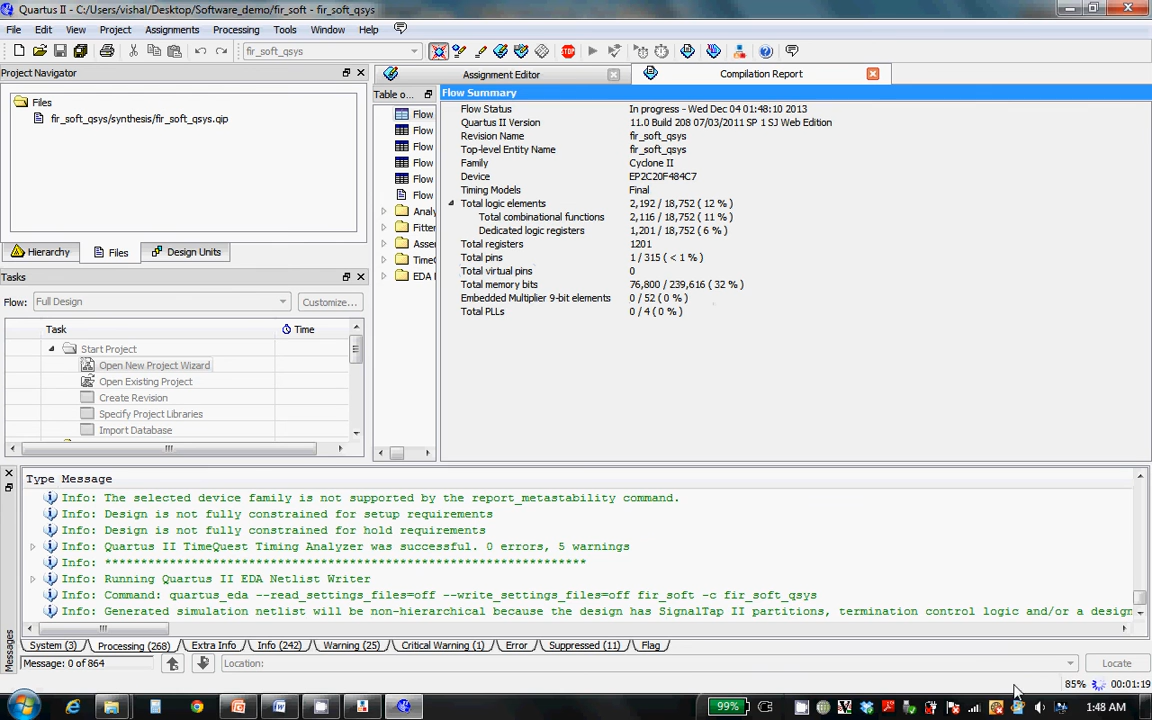 Quartus II - C:/Users/vishal/Desktop/Software_demo/fir_soft - fir_soft_qsys
File Edit View Project Assignments Processing Tools Window Help
fir_soft_qsys
Project Navigator
Files
fir_soft_qsys/synthesis/fir_soft_qsys.qip
Hierarchy Files Design Units
Tasks
Flow: Full Design Customize...
Task Time
Start Project
Open New Project Wizard
Open Existing Project
Create Revision
Specify Project Libraries
Import Database
Assignment Editor Compilation Report
Table o...
Flow
Flow
Flow
Flow
Flow
Flow
Analy
Fitter
Asse
TimeQ
EDA
Flow Summary
Flow Status In progress - Wed Dec 04 01:48:10 2013
Quartus II Version 11.0 Build 208 07/03/2011 SP 1 SJ Web Edition
Revision Name fir_soft_qsys
Top-level Entity Name fir_soft_qsys
Family Cyclone II
Device EP2C20F484C7
Timing Models Final
Total logic elements 2,192 / 18,752 ( 12 % )
Total combinational functions 2,116 / 18,752 ( 11 % )
Dedicated logic registers 1,201 / 18,752 ( 6 % )
Total registers 1201
Total pins 1 / 315 ( < 1 % )
Total virtual pins 0
Total memory bits 76,800 / 239,616 ( 32 % )
Embedded Multiplier 9-bit elements 0 / 52 ( 0 % )
Total PLLs 0 / 4 ( 0 % )
Type Message
Info: The selected device family is not supported by the report_metastability command.
Info: Design is not fully constrained for setup requirements
Info: Design is not fully constrained for hold requirements
Info: Quartus II TimeQuest Timing Analyzer was successful. 0 errors, 5 warnings
Info: *******************************************************************
Info: Running Quartus II EDA Netlist Writer
Info: Command: quartus_eda --read_settings_files=off --write_settings_files=off fir_soft -c fir_soft_qsys
Info: Generated simulation netlist will be non-hierarchical because the design has SignalTap II partitions, termination control logic and/or a design
System (3) Processing (268) Extra Info Info (242) Warning (25) Critical Warning (1) Error Suppressed (11) Flag
Messages
Message: 0 of 864 Location: Locate
85% 00:01:19
99% 1:48 AM